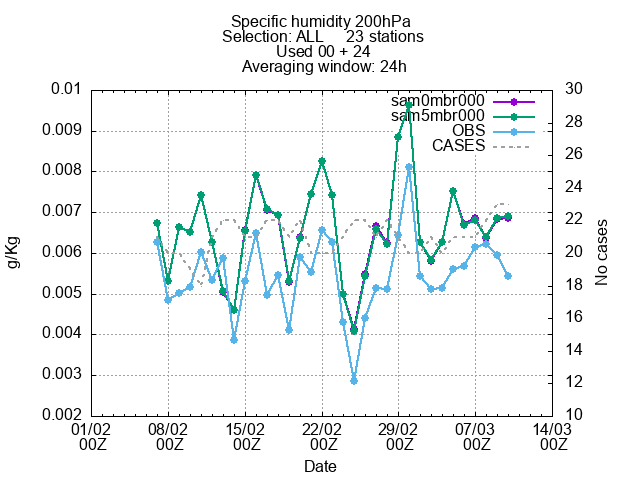 Specific humidity 200hPa
Selection: ALL     23 stations
Used 00 + 24
Averaging window: 24h
0.01
0.009
0.008
0.007
0.006
0.005
0.004
0.003
0.002
30
28
26
24
22
20
18
16
14
12
10
sam0mbr000
sam5mbr000
OBS
CASES
g/Kg
No cases
01/02 08/02 15/02 22/02 29/02 07/03 14/03
00Z 00Z 00Z 00Z 00Z 00Z 00Z
Date